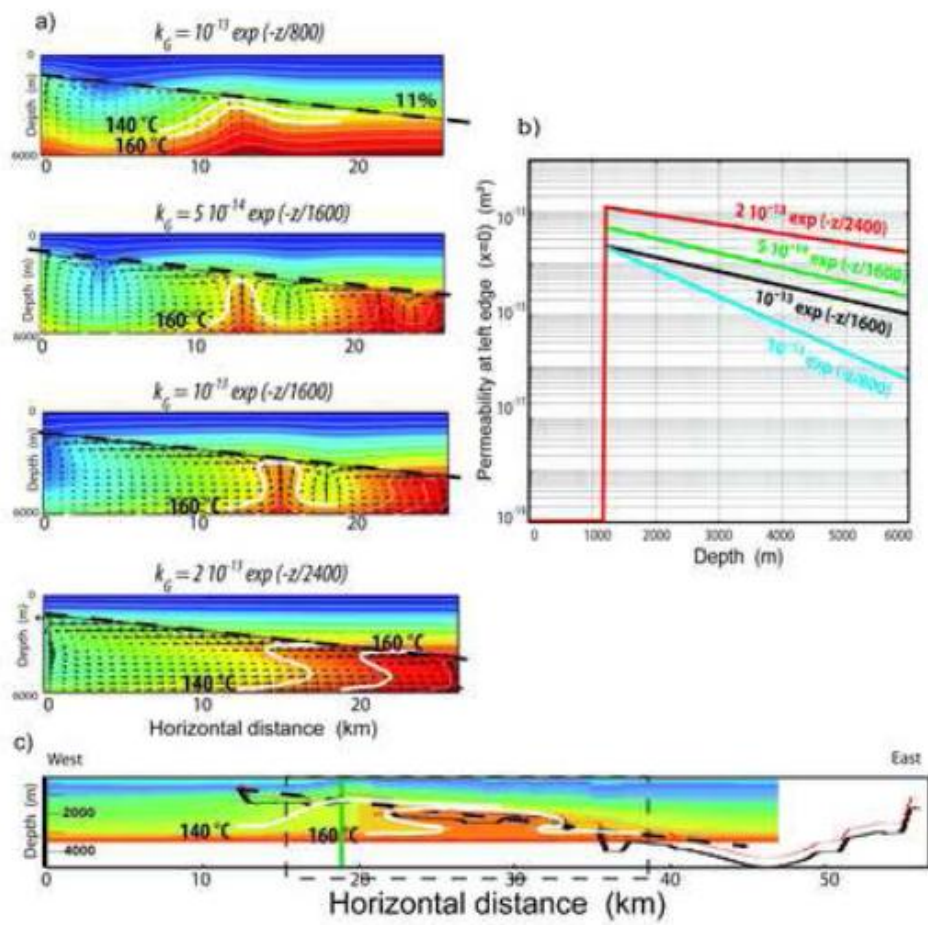 a)
k_G = 10⁻¹³ exp (-z/800)
0
Depth (m)
6000
11%
140 °C
160 °C
0 10 20
k_G = 5 10⁻¹⁴ exp (-z/1600)
0
Depth (m)
6000
160 °C
0 10 20
k_G = 10⁻¹³ exp (-z/1600)
0
Depth (m)
6000
160 °C
0 10 20
k_G = 2 10⁻¹³ exp (-z/2400)
0
Depth (m)
6000
160 °C
140 °C
0 10 20
Horizontal distance (km)
b)
Permeability at left edge (x=0) (m²)
2 10⁻¹³ exp (-z/2400)
5 10⁻¹⁴ exp (-z/1600)
10⁻¹³ exp (-z/1600)
exp (-z/800)
0 1000 2000 3000 4000 5000 6000
Depth (m)
c)
West East
Depth (m)
2000
4000
140 °C
160 °C
0 10 20 30 40 50
Horizontal distance (km)